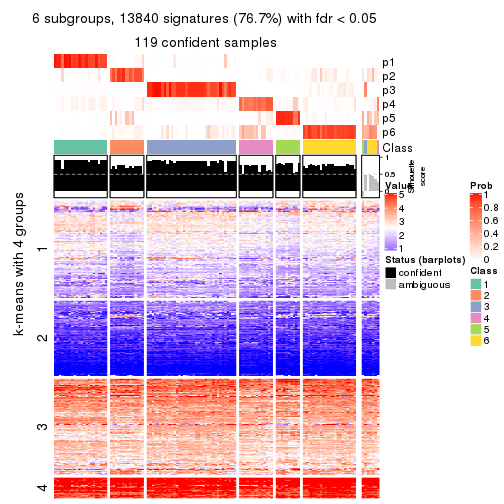 6 subgroups, 13840 signatures (76.7%) with fdr < 0.05
119 confident samples
p1
p2
p3
p4
p5
p6
Class
1
0.5
0
Silhouette
score
k-means with 4 groups
1
2
3
4
Value
5
4
3
2
1
Status (barplots)
confident
ambiguous
Prob
1
0.8
0.6
0.4
0.2
0
Class
1
2
3
4
5
6